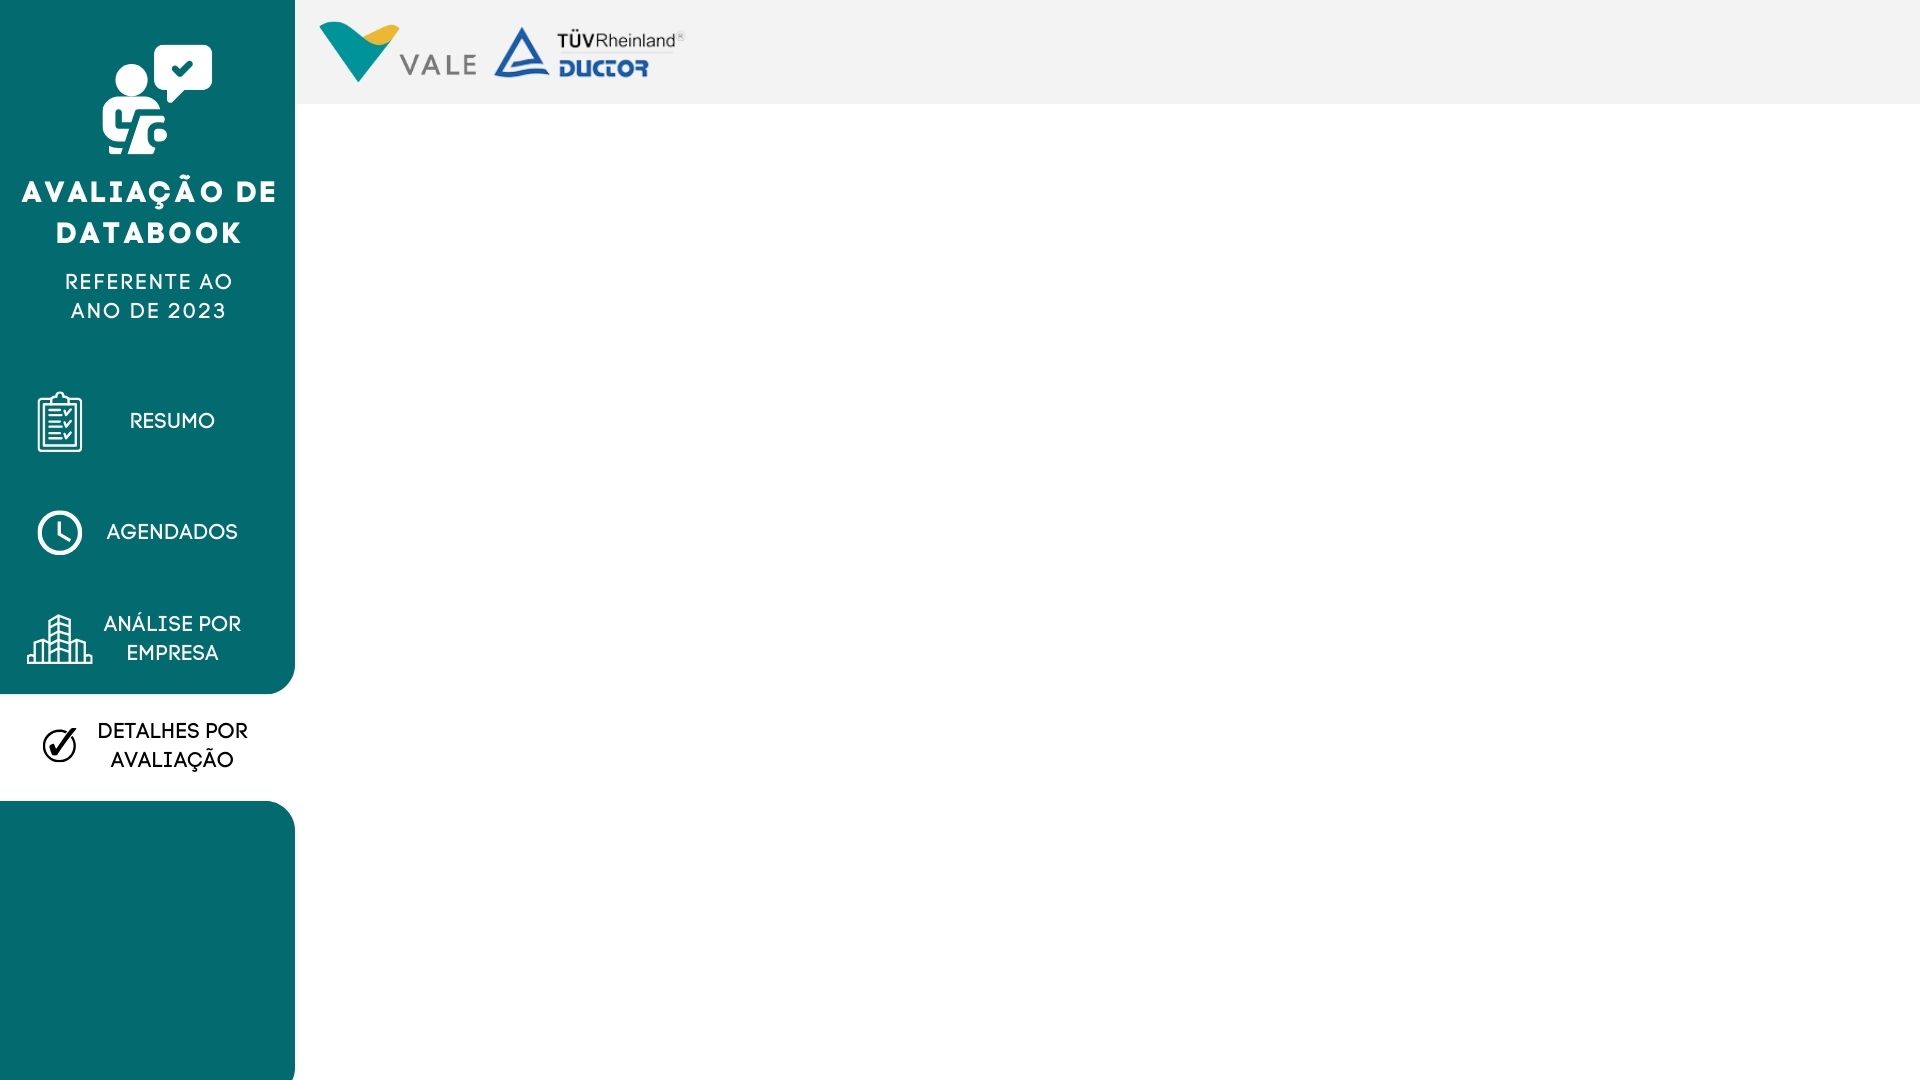 AVALIAÇÃO DE
DATABOOK
REFERENTE AO
ANO DE 2023
RESUMO
AGENDADOS
ANÁLISE POR
EMPRESA
DETALHES POR
AVALIAÇÃO
VALE
TÜVRheinland®
DUCTOR